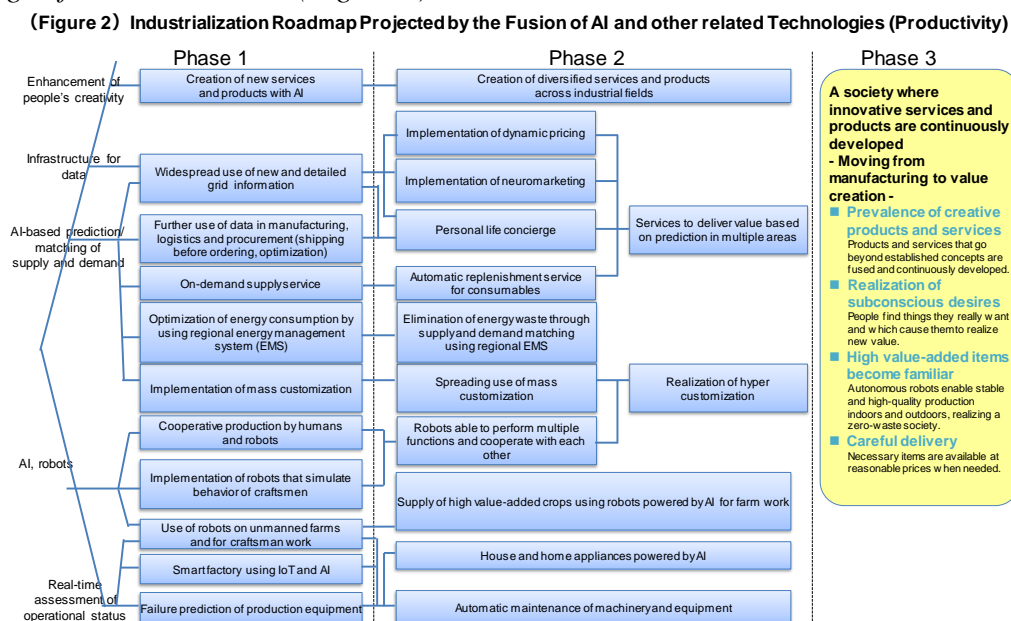 (Figure 2) Industrialization Roadmap Projected by the Fusion of AI and other related Technologies (Productivity)
Phase 1
Phase 2
Phase 3
Enhancement of
people's creativity
Infrastructure for
data
AI-based prediction/
matching of
supply and demand
AI, robots
Real-time
assessment of
operational status
Creation of new services
and products with AI
Widespread use of new and detailed
grid information
Further use of data in manufacturing,
logistics and procurement (shipping
before ordering, optimization)
On-demand supply service
Optimization of energy consumption by
using regional energy management
system (EMS)
Implementation of mass customization
Cooperative production by humans
and robots
Implementation of robots that simulate
behavior of craftsmen
Use of robots on unmanned farms
and for craftsman work
Smart factory using IoT and AI
Failure prediction of production equipment
Creation of diversified services and products
across industrial fields
Implementation of dynamic pricing
Implementation of neuromarketing
Personal life concierge
Automatic replenishment service
for consumables
Elimination of energy waste through
supply and demand matching
using regional EMS
Spreading use of mass
customization
Robots able to perform multiple
functions and cooperate with each
other
Supply of high value-added crops using robots powered by AI for farm work
House and home appliances powered by AI
Automatic maintenance of machinery and equipment
Services to deliver value based
on prediction in multiple areas
Realization of hyper
customization
A society where
innovative services and
products are continuously
developed
- Moving from
manufacturing to value
creation -
■ Prevalence of creative
products and services
Products and services that go
beyond established concepts are
fused and continuously developed.
■ Realization of
subconscious desires
People find things they really want
and which cause them to realize
new value.
■ High value-added items
become familiar
Autonomous robots enable stable
and high-quality production
indoors and outdoors, realizing a
zero-waste society.
■ Careful delivery
Necessary items are available at
reasonable prices when needed.